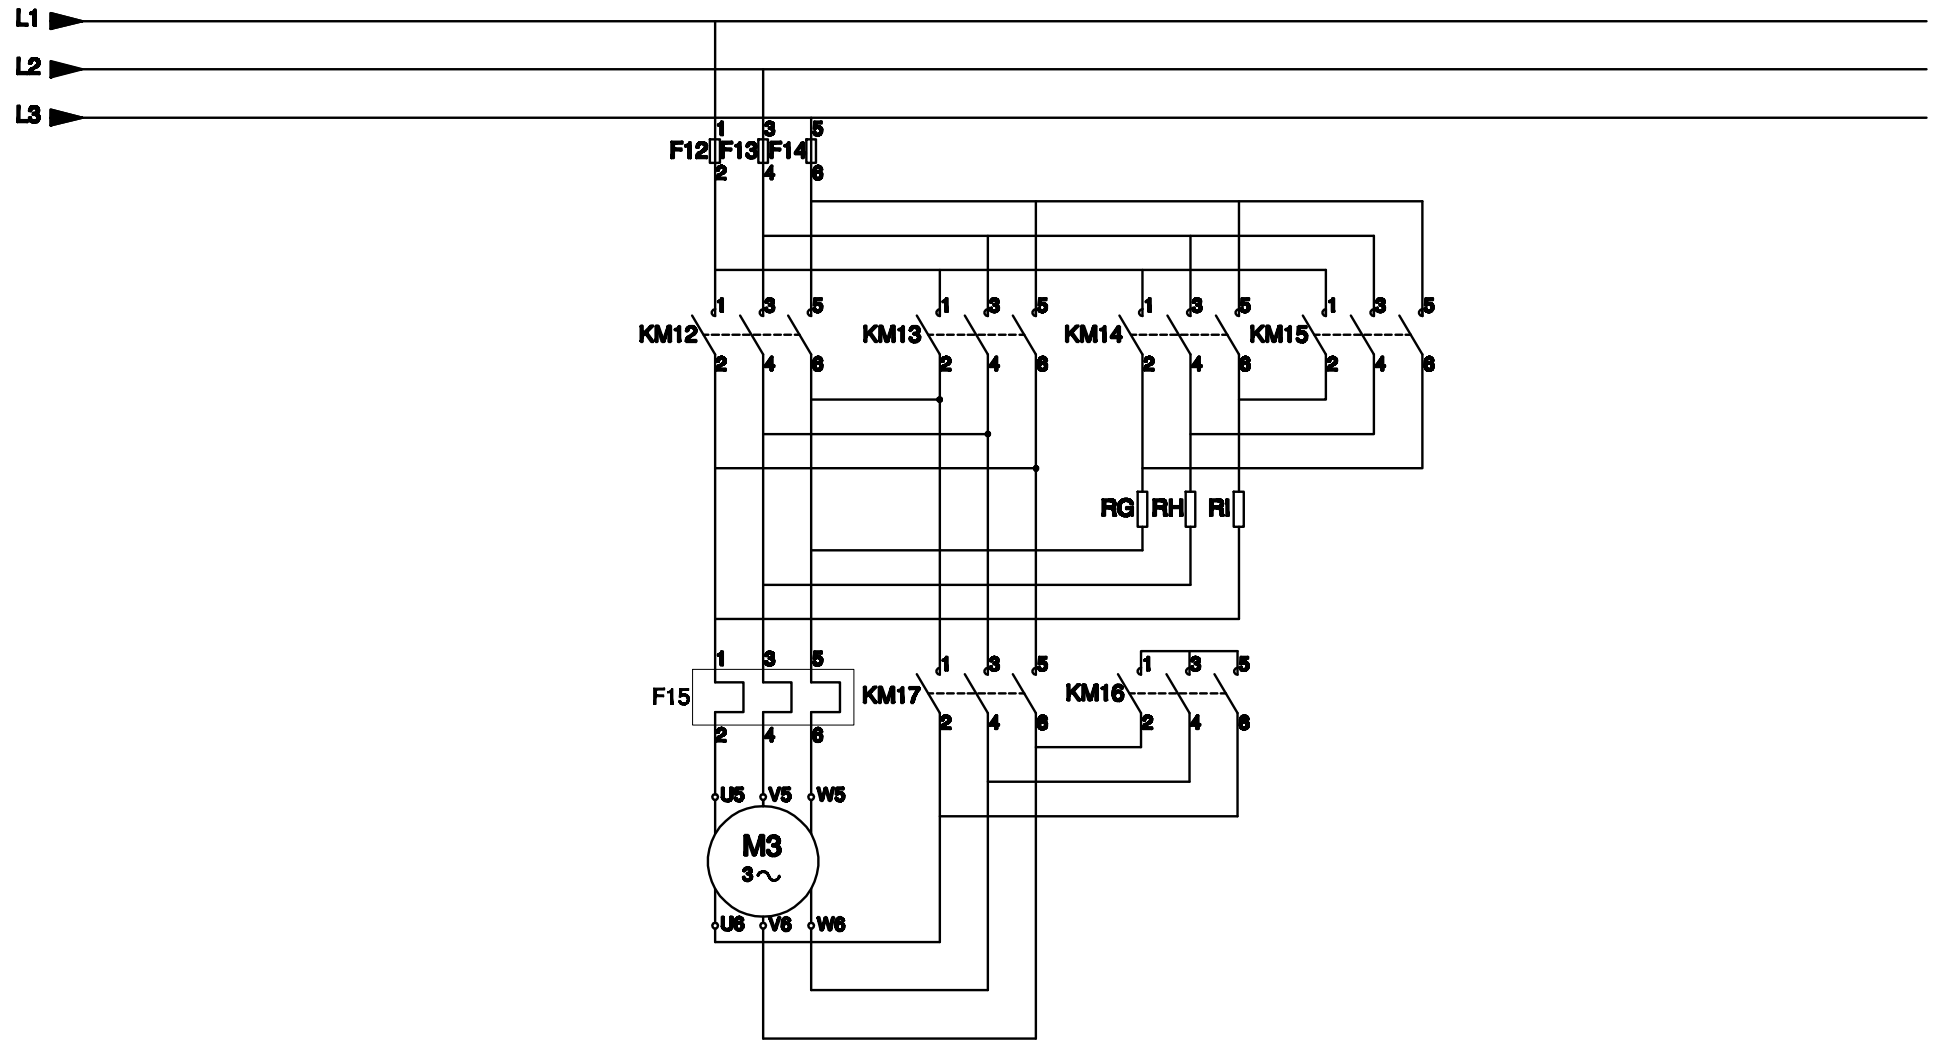 L1
L2
L3
1 3 5
F12 F13 F14
2 4 6
1 3 5 1 3 5 1 3 5 1 3 5
KM12 KM13 KM14 KM15
2 4 6 2 4 6 2 4 6 2 4 6
RG RH RI
1 3 5 1 3 5 1 3 5
F15 KM17 KM16
2 4 6 2 4 6 2 4 6
U5 V5 W5
M3
3~
U6 V6 W6